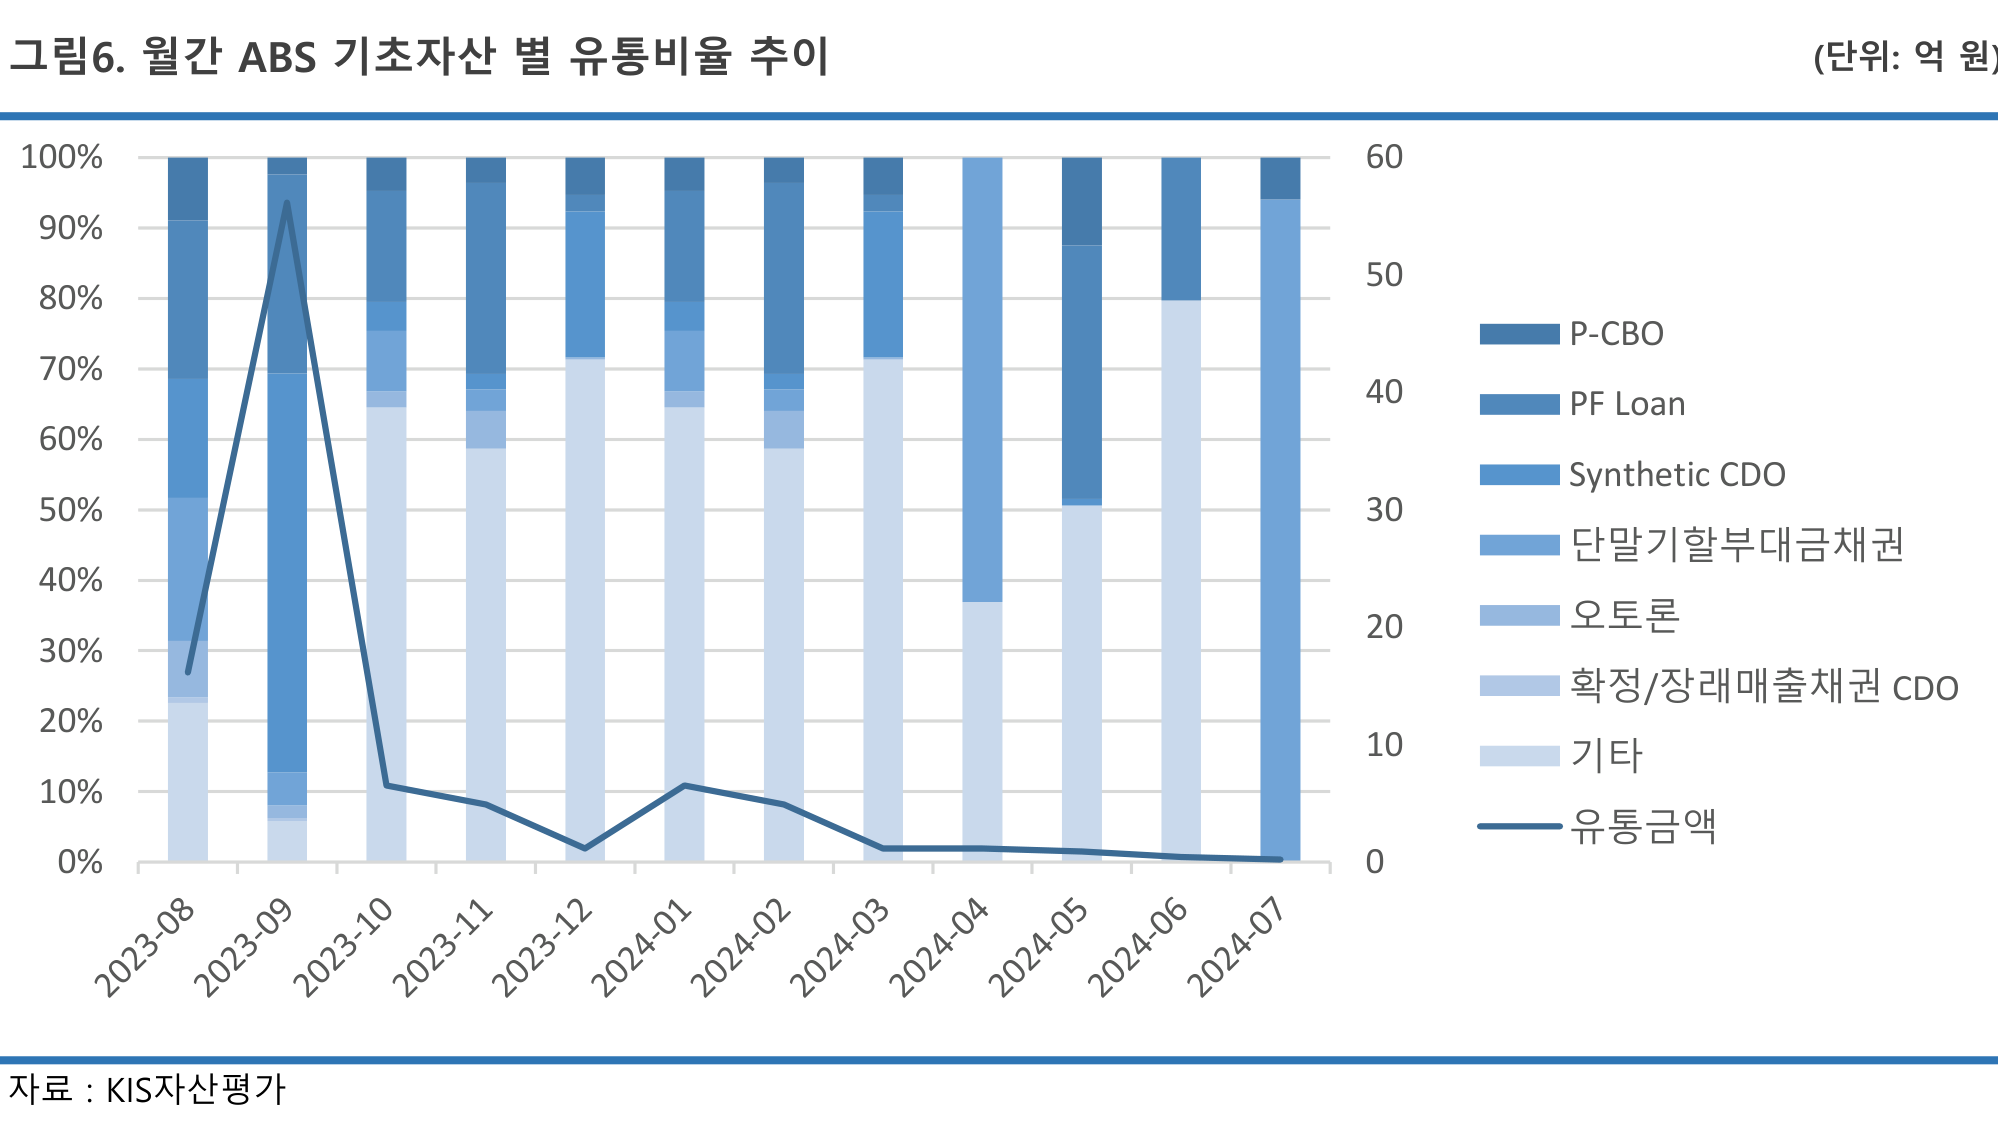 그림6. 월간 ABS 기초자산 별 유통비율 추이
(단위: 억 원)
100%
90%
80%
70%
60%
50%
40%
30%
20%
10%
0%
60
50
40
30
20
10
0
2023-08
2023-09
2023-10
2023-11
2023-12
2024-01
2024-02
2024-03
2024-04
2024-05
2024-06
2024-07
P-CBO
PF Loan
Synthetic CDO
단말기할부대금채권
오토론
확정/장래매출채권 CDO
기타
유통금액
자료 : KIS자산평가